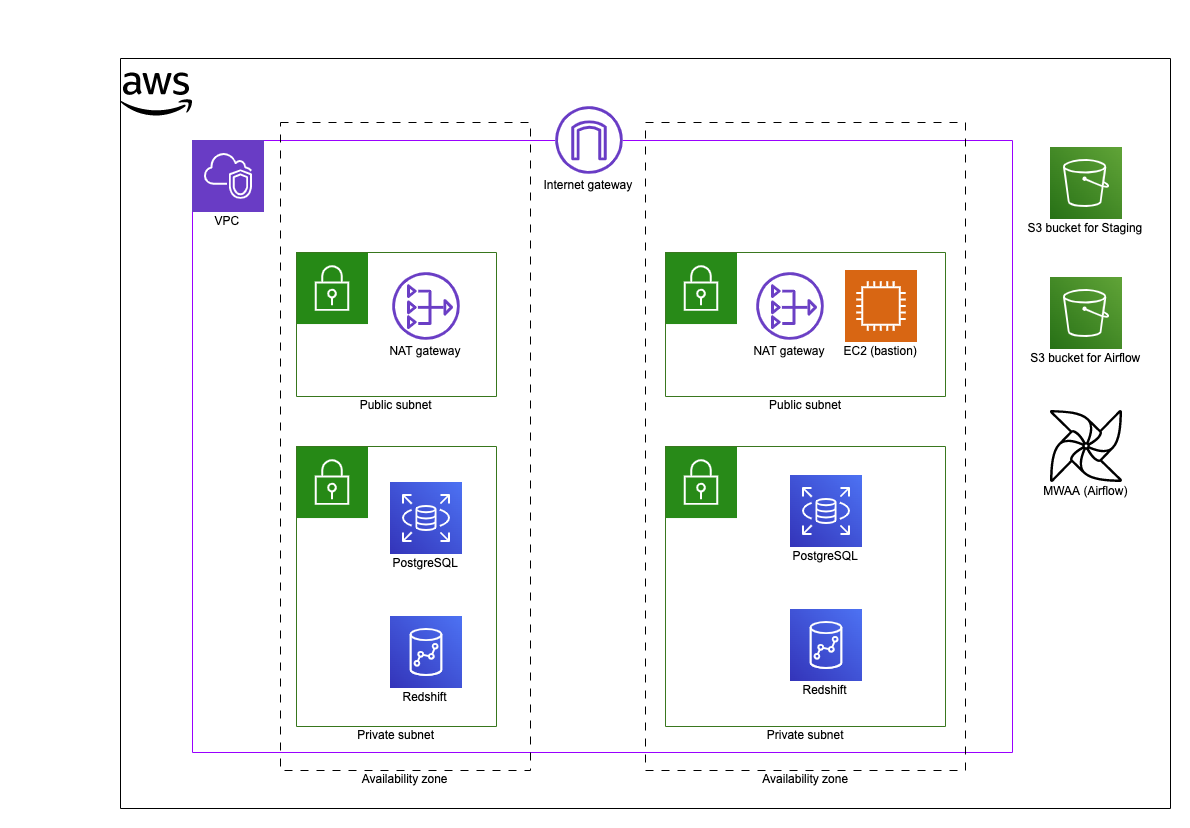 aws
Internet gateway
VPC
S3 bucket for Staging
NAT gateway
NAT gateway
EC2 (bastion)
S3 bucket for Airflow
Public subnet
Public subnet
MWAA (Airflow)
PostgreSQL
PostgreSQL
Redshift
Redshift
Private subnet
Private subnet
Availability zone
Availability zone